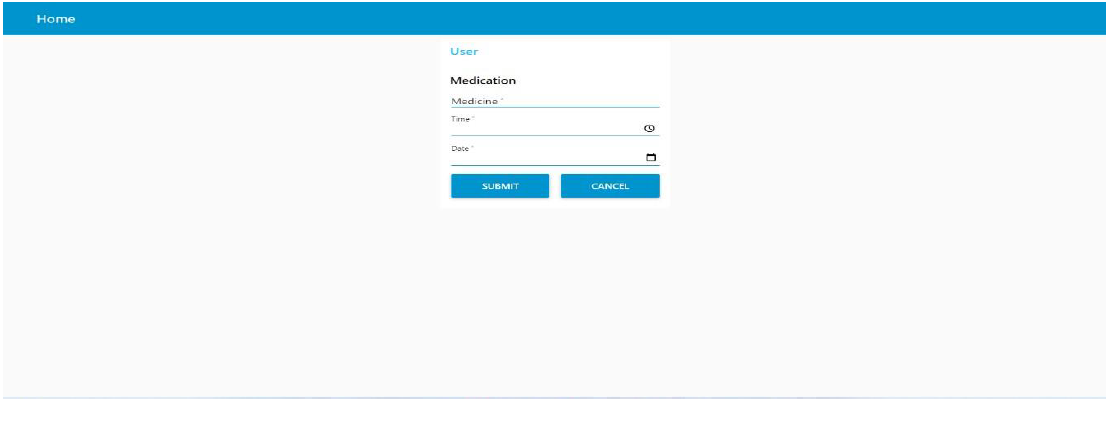 Home
User
Medication
Medicine *
Time *
Date *
SUBMIT CANCEL